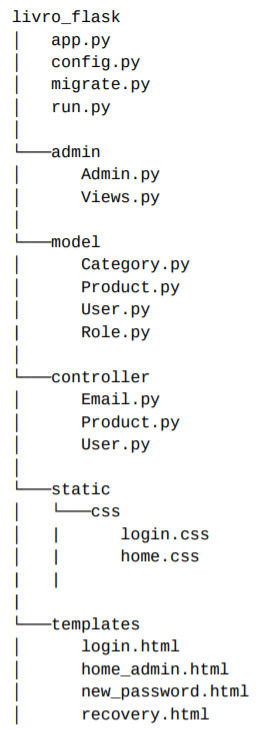 livro_flask
app.py
config.py
migrate.py
run.py
admin
Admin.py
Views.py
model
Category.py
Product.py
User.py
Role.py
controller
Email.py
Product.py
User.py
static
css
login.css
home.css
templates
login.html
home_admin.html
new_password.html
recovery.html